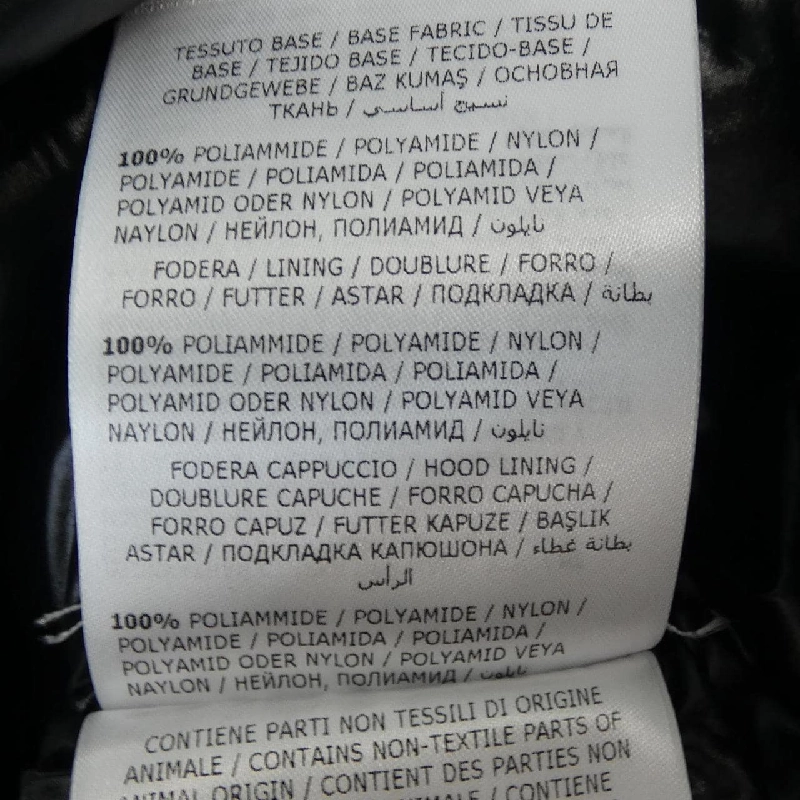 TESSUTO BASE / BASE FABRIC / TISSU DE
BASE / TEJIDO BASE / TECIDO-BASE /
GRUNDGEWEBE / BAZ KUMAŞ / ОСНОВНАЯ
ТКАНЬ / نسيج أساسي
100% POLIAMMIDE / POLYAMIDE / NYLON /
POLYAMIDE / POLIAMIDA / POLIAMIDA /
POLYAMID ODER NYLON / POLYAMID VEYA
NAYLON / НЕЙЛОН, ПОЛИАМИД / نايلون
FODERA / LINING / DOUBLURE / FORRO /
FORRO / FUTTER / ASTAR / ПОДКЛАДКА / بطانة
100% POLIAMMIDE / POLYAMIDE / NYLON /
POLYAMIDE / POLIAMIDA / POLIAMIDA /
POLYAMID ODER NYLON / POLYAMID VEYA
NAYLON / НЕЙЛОН, ПОЛИАМИД / نايلون
FODERA CAPPUCCIO / HOOD LINING /
DOUBLURE CAPUCHE / FORRO CAPUCHA /
FORRO CAPUZ / FUTTER KAPUZE / BAŞLIK
ASTAR / ПОДКЛАДКА КАПЮШОНА / بطانة غطاء
الرأس
100% POLIAMMIDE / POLYAMIDE / NYLON /
POLYAMIDE / POLIAMIDA / POLIAMIDA /
POLYAMID ODER NYLON / POLYAMID VEYA
NAYLON / НЕЙЛОН, ПОЛИАМИД / نايلون
CONTIENE PARTI NON TESSILI DI ORIGINE
ANIMALE / CONTAINS NON-TEXTILE PARTS OF
ANIMAL ORIGIN / CONTIENT DES PARTIES NON
/ CONTIENE